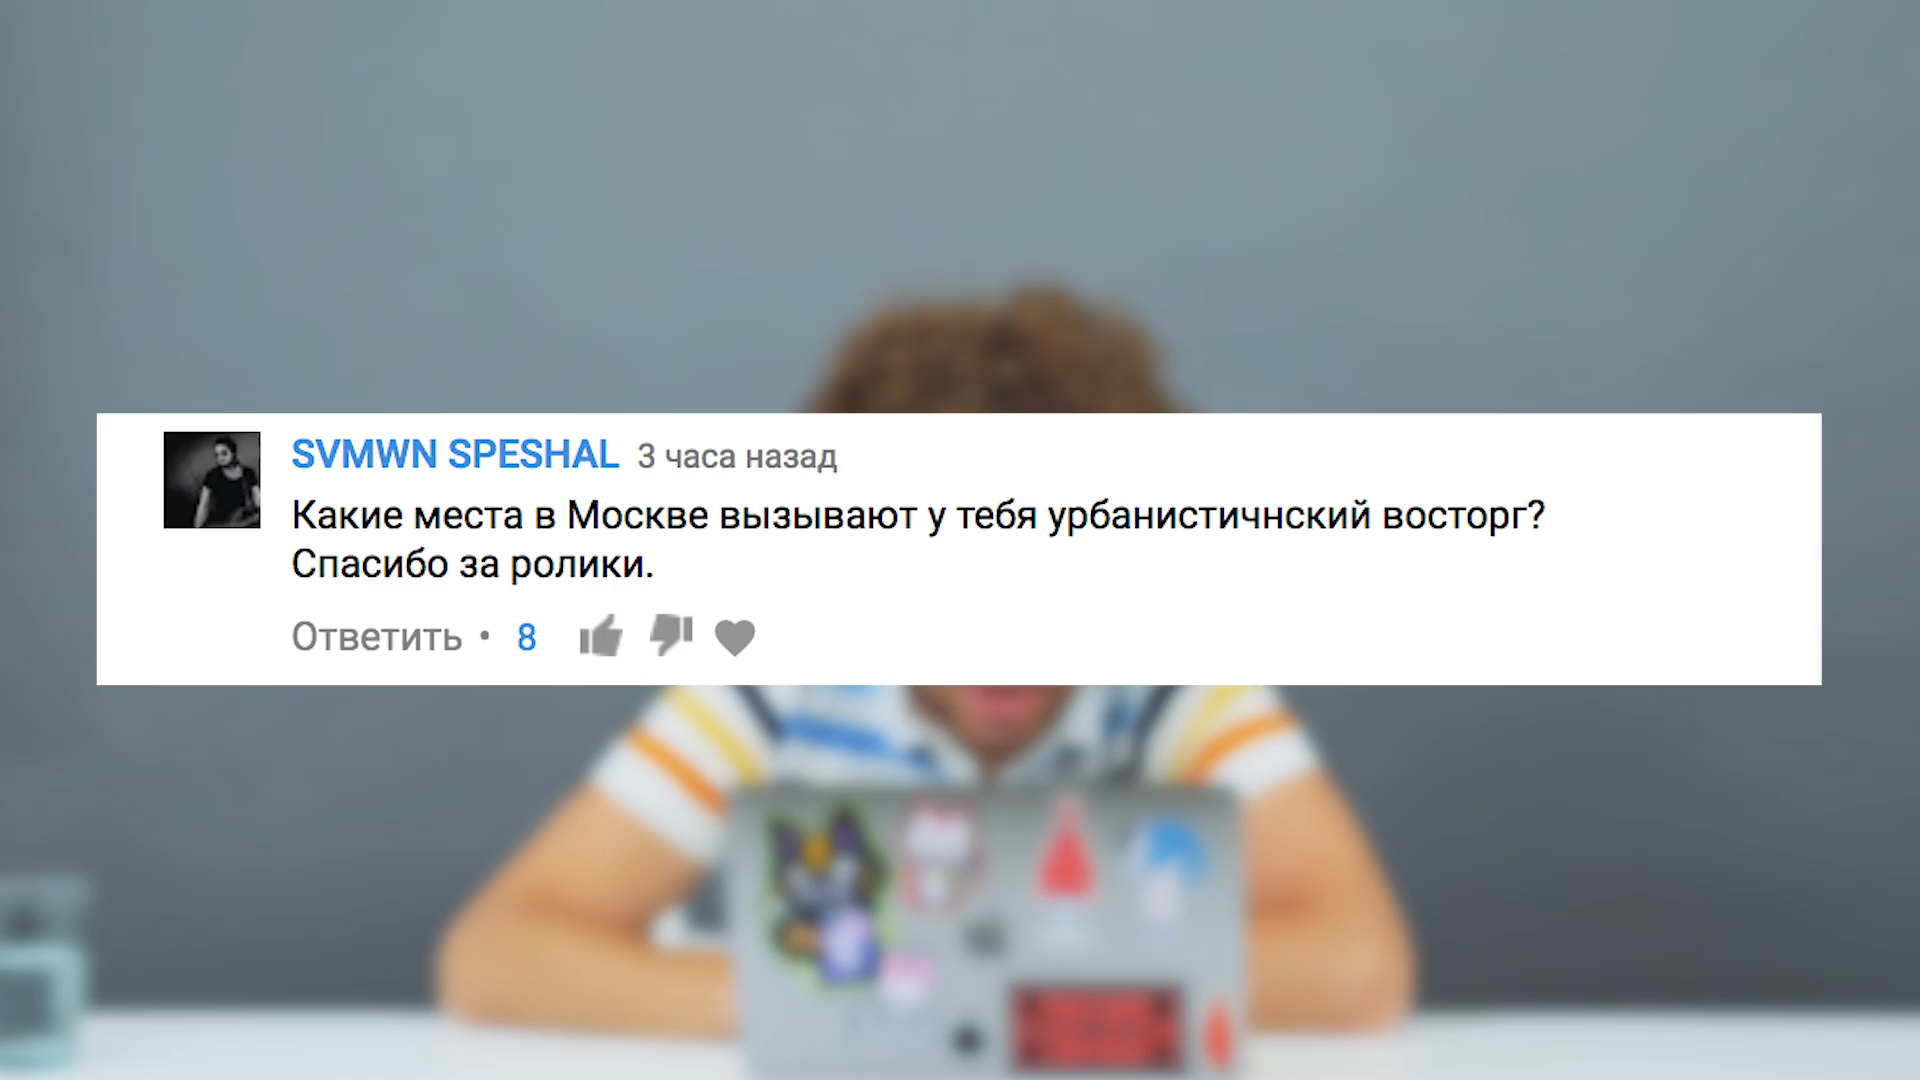 SVMWN SPESHAL 3 часа назад
Какие места в Москве вызывают у тебя урбанистичнский восторг?
Спасибо за ролики.
Ответить • 8